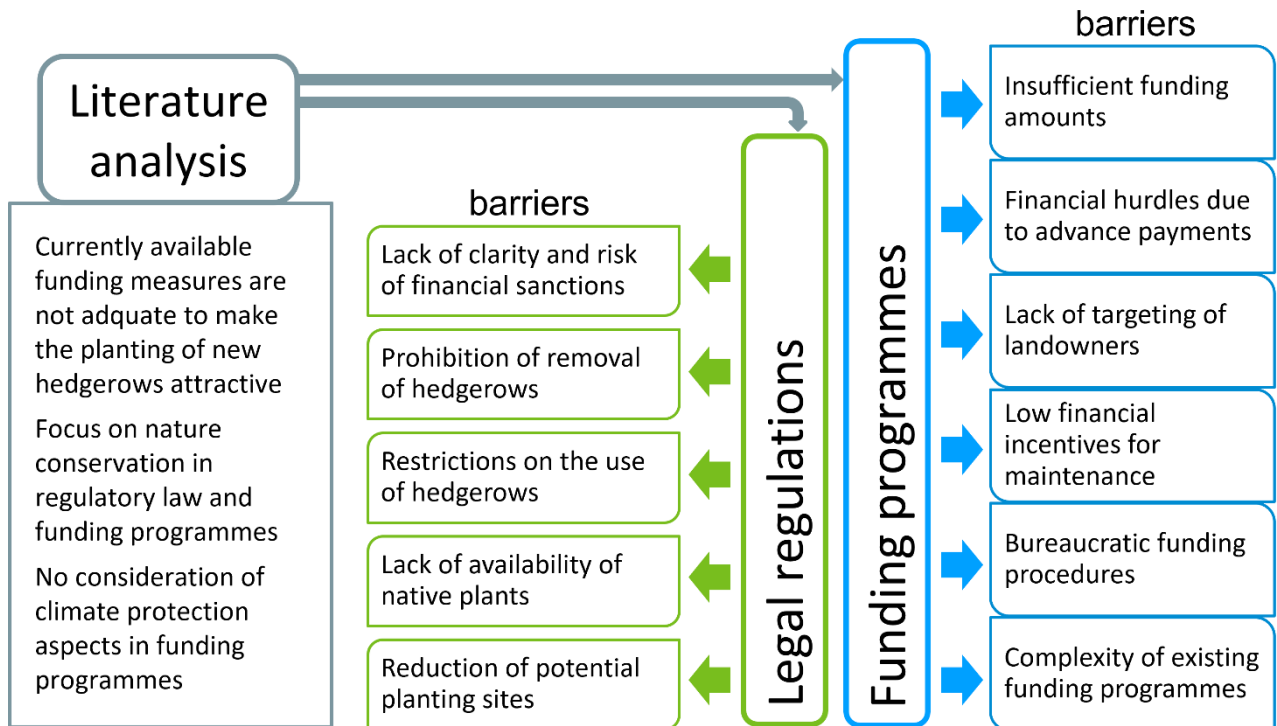 Literature
analysis
Currently available
funding measures are
not adquate to make
the planting of new
hedgerows attractive
Focus on nature
conservation in
regulatory law and
funding programmes
No consideration of
climate protection
aspects in funding
programmes
barriers
Lack of clarity and risk
of financial sanctions
Prohibition of removal
of hedgerows
Restrictions on the use
of hedgerows
Lack of availability of
native plants
Reduction of potential
planting sites
Legal regulations
Funding programmes
barriers
Insufficient funding
amounts
Financial hurdles due
to advance payments
Lack of targeting of
landowners
Low financial
incentives for
maintenance
Bureaucratic funding
procedures
Complexity of existing
funding programmes